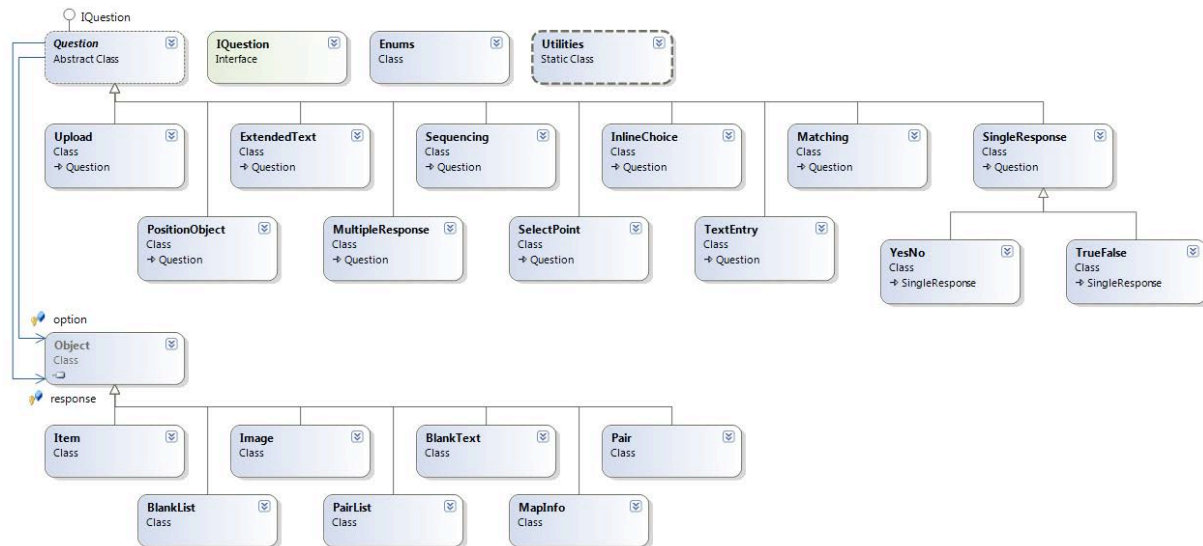 IQuestion
Question
Abstract Class
IQuestion
Interface
Enums
Class
Utilities
Static Class
Upload
Class
Question
ExtendedText
Class
Question
Sequencing
Class
Question
InlineChoice
Class
Question
Matching
Class
Question
SingleResponse
Class
Question
PositionObject
Class
Question
MultipleResponse
Class
Question
SelectPoint
Class
Question
TextEntry
Class
Question
YesNo
Class
SingleResponse
TrueFalse
Class
SingleResponse
option
Object
Class
response
Item
Class
Image
Class
BlankText
Class
Pair
Class
BlankList
Class
PairList
Class
MapInfo
Class